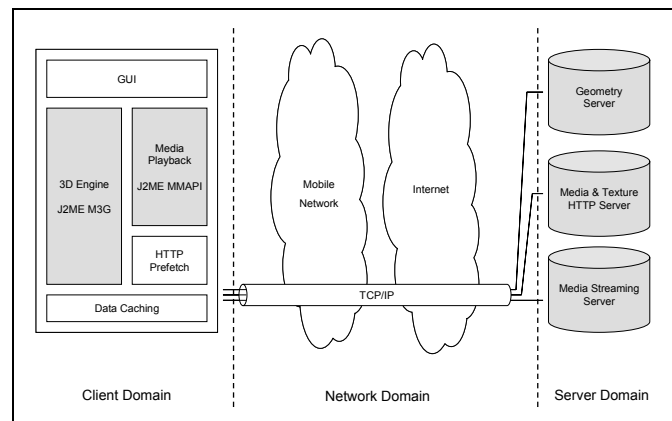 GUI
3D Engine
J2ME M3G
Media
Playback
J2ME MMAPI
HTTP
Prefetch
Data Caching
Mobile
Network
Internet
TCP/IP
Geometry
Server
Media & Texture
HTTP Server
Media Streaming
Server
Client Domain
Network Domain
Server Domain